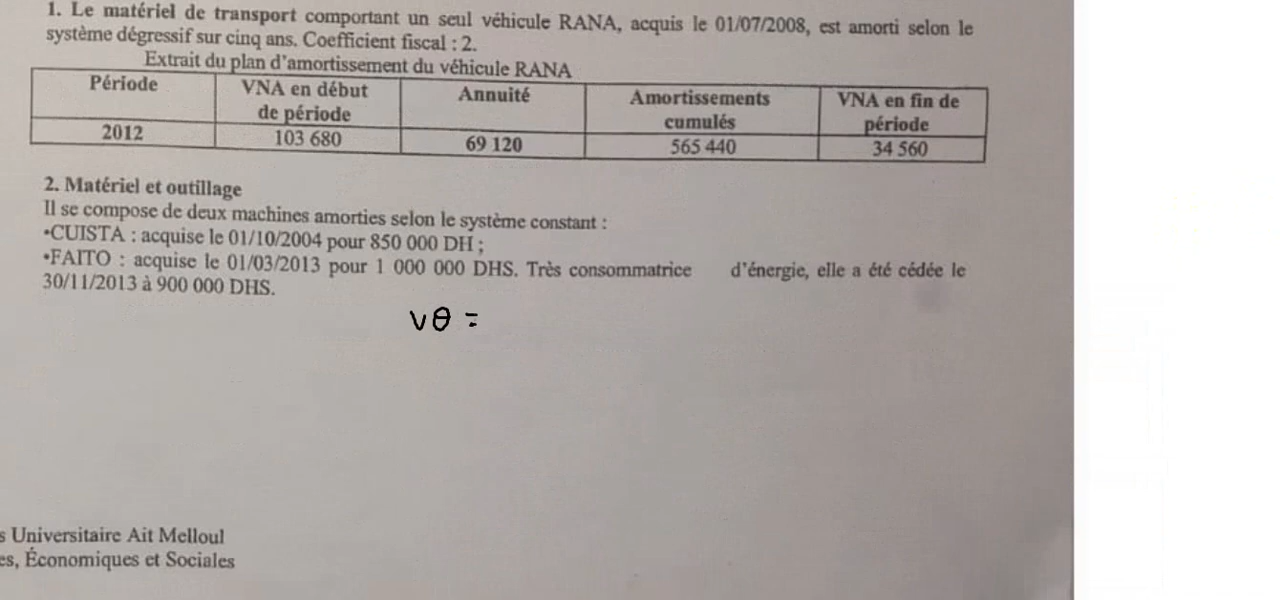 1. Le matériel de transport comportant un seul véhicule RANA, acquis le 01/07/2008, est amorti selon le
système dégressif sur cinq ans. Coefficient fiscal : 2.
Extrait du plan d'amortissement du véhicule RANA
Période VNA en début de période Annuité Amortissements cumulés VNA en fin de période
2012 103 680 69 120 565 440 34 560
2. Matériel et outillage
Il se compose de deux machines amorties selon le système constant :
•CUISTA : acquise le 01/10/2004 pour 850 000 DH ;
•FAITO : acquise le 01/03/2013 pour 1 000 000 DHS. Très consommatrice d'énergie, elle a été cédée le
30/11/2013 à 900 000 DHS.
VΘ =
s Universitaire Ait Melloul
es, Économiques et Sociales